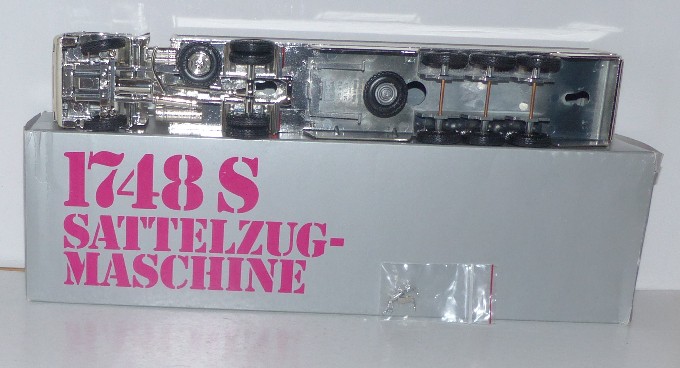 1748 S
SATTELZUG-
MASCHINE